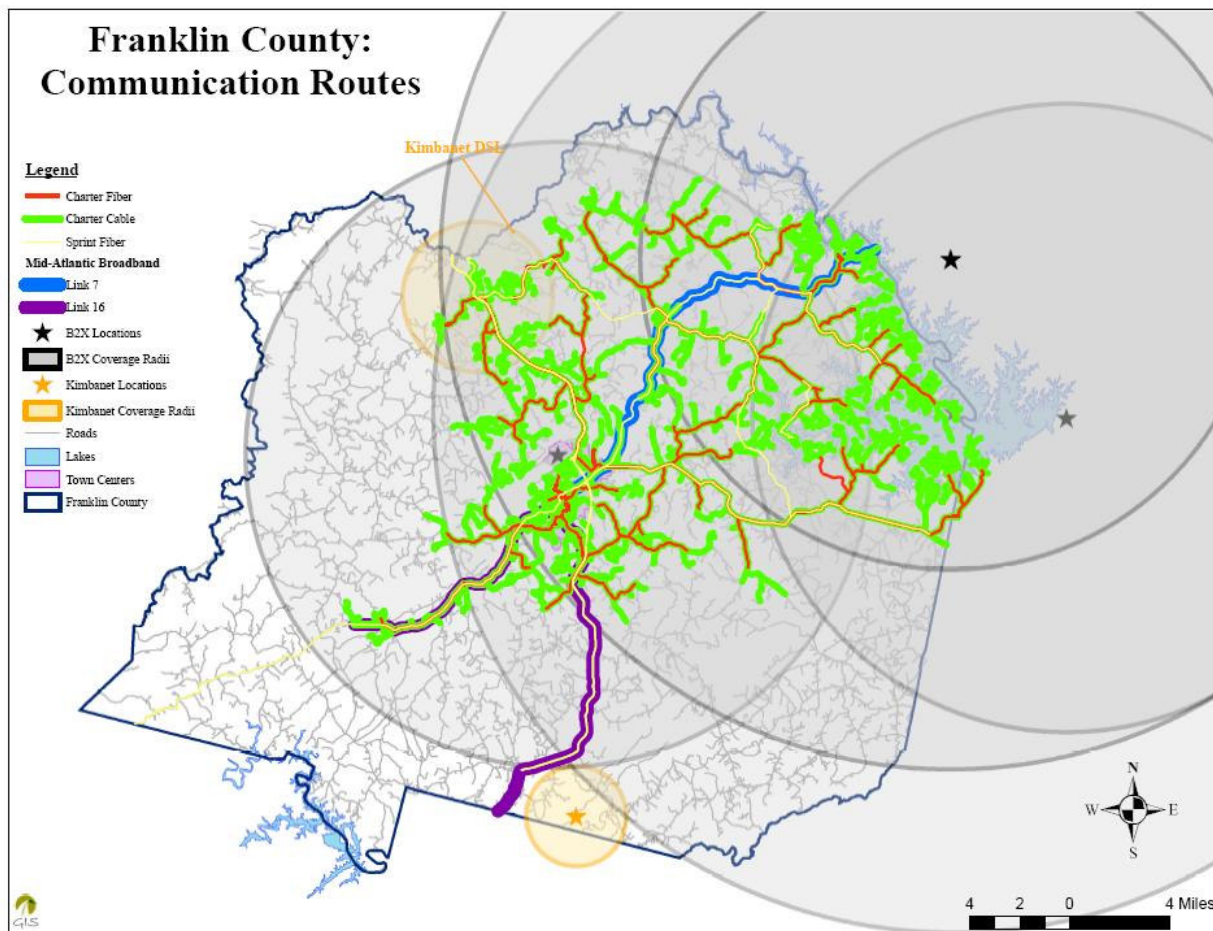 Franklin County:
Communication Routes
Kimbanet DSL
Legend
Charter Fiber
Charter Cable
Sprint Fiber
Mid-Atlantic Broadband
Link 7
Link 16
B2X Locations
B2X Coverage Radii
Kimbanet Locations
Kimbanet Coverage Radii
Roads
Lakes
Town Centers
Franklin County
N
W E
S
4 2 0 4 Miles
GIS